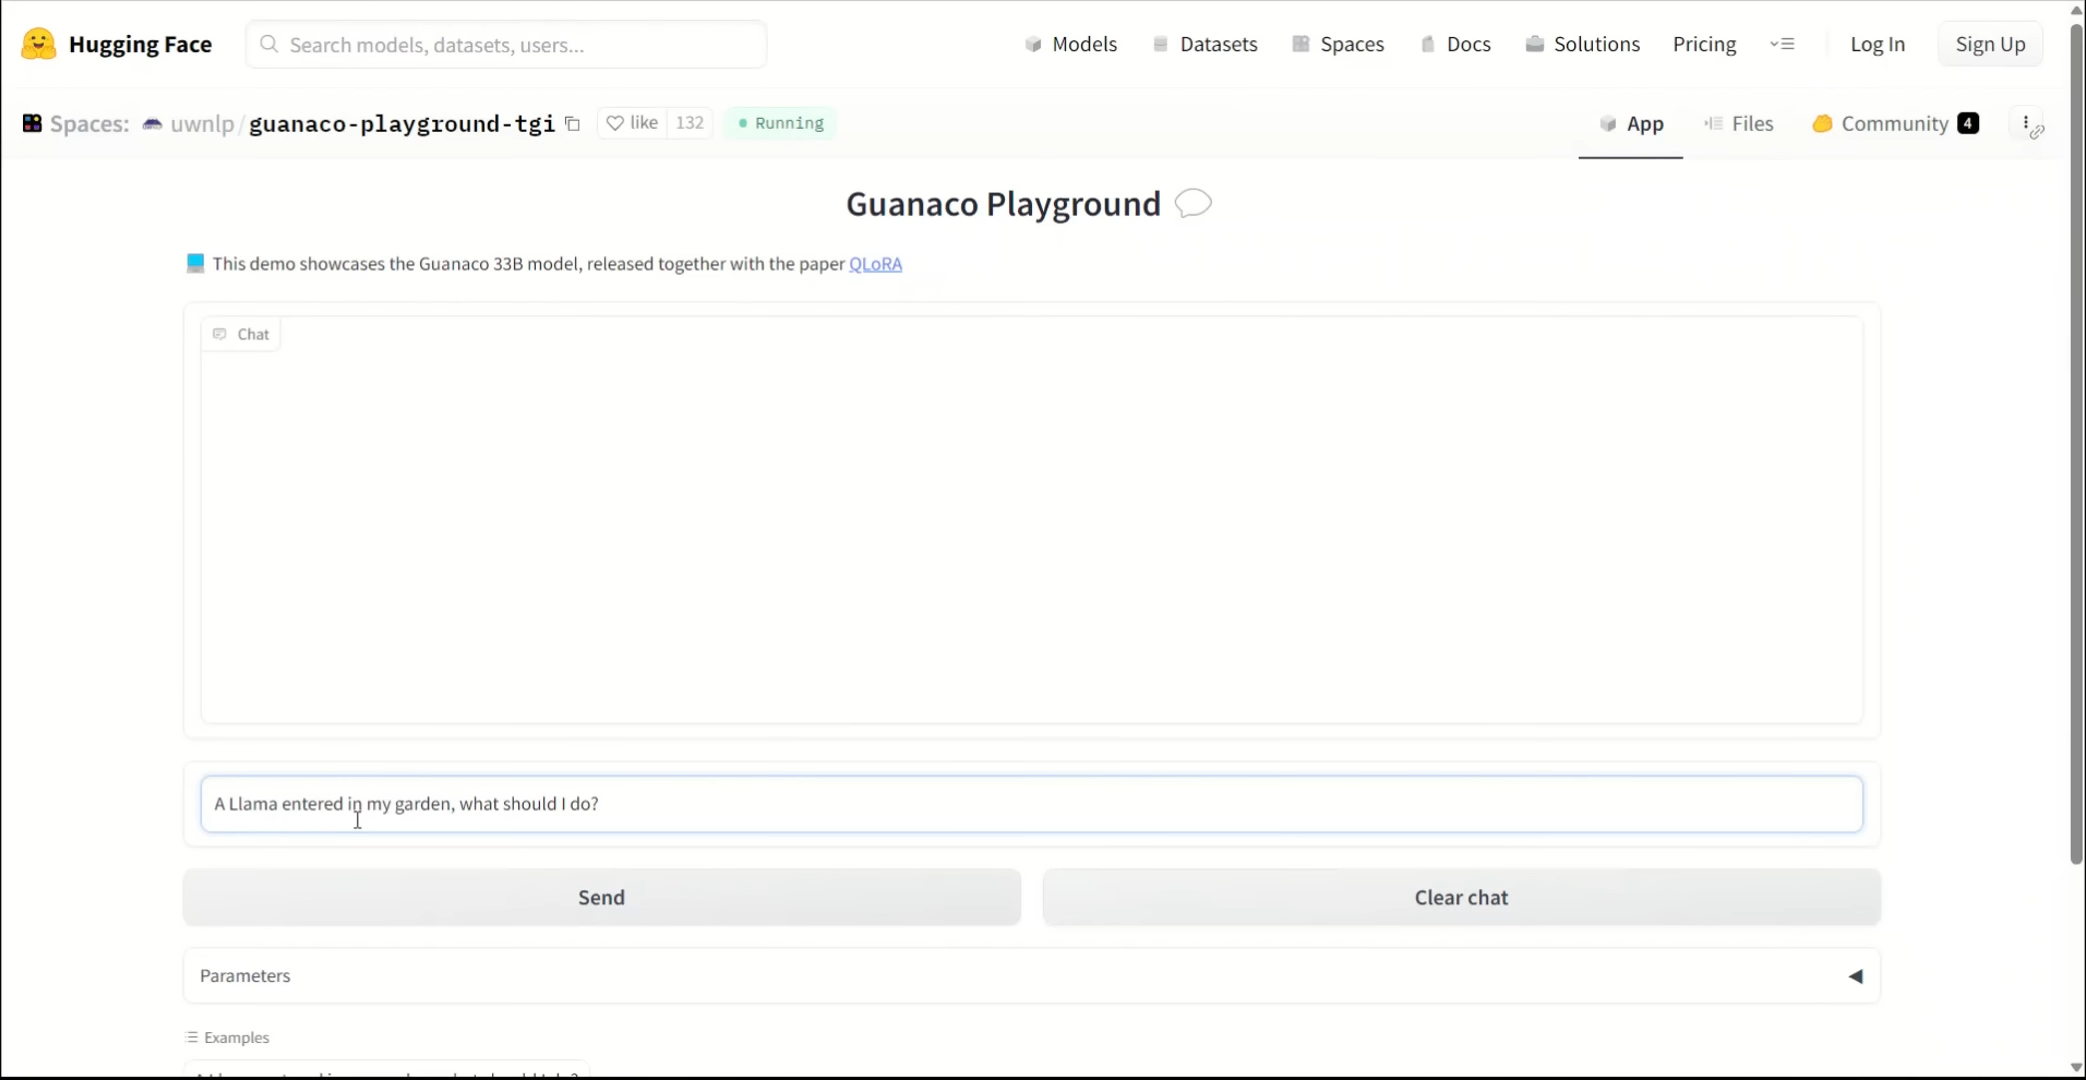 Hugging Face
Search models, datasets, users...
Models
Datasets
Spaces
Docs
Solutions
Pricing
Log In
Sign Up
Spaces: uwnlp/guanaco-playground-tgi
like 132
Running
App
Files
Community 4
Guanaco Playground
This demo showcases the Guanaco 33B model, released together with the paper QLoRA
Chat
A Llama entered in my garden, what should I do?
Send
Clear chat
Parameters
Examples